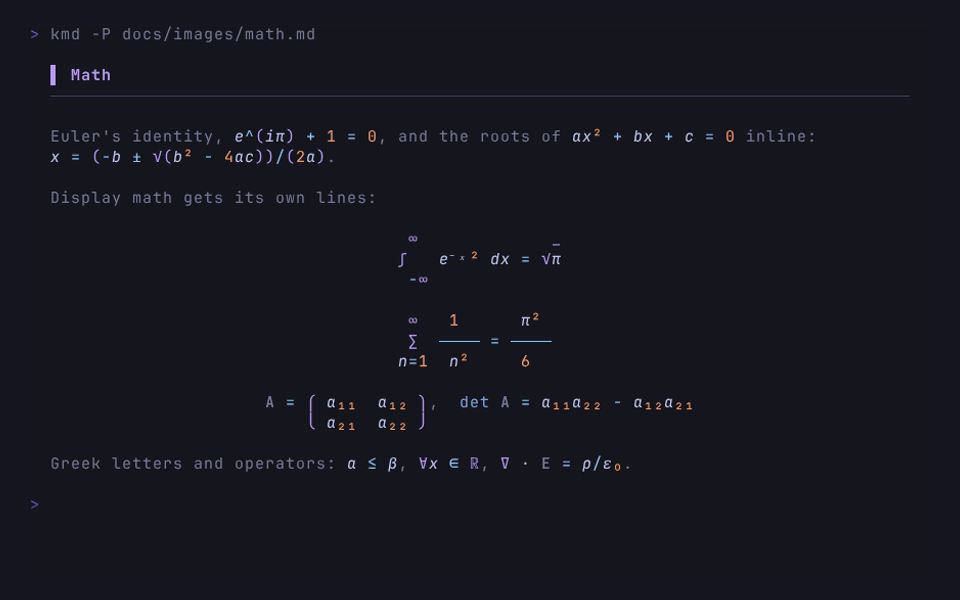 > kmd -P docs/images/math.md
Math
Euler's identity, e^(iπ) + 1 = 0, and the roots of ax² + bx + c = 0 inline:
x = (-b ± √(b² - 4ac))/(2a).
Display math gets its own lines:
∞
∫ e⁻ˣ² dx = √π
-∞
∞ 1 π²
∑ ── = ──
n=1 n² 6
A = ⎛ a₁₁ a₁₂ ⎞, det A = a₁₁a₂₂ - a₁₂a₂₁
⎝ a₂₁ a₂₂ ⎠
Greek letters and operators: α ≤ β, ∀x ∈ ℝ, ∇ · E = ρ/ε₀.
>